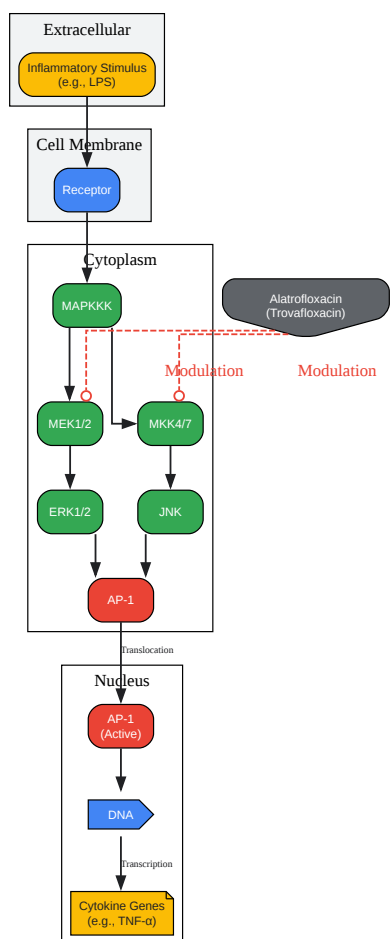 Extracellular
Inflammatory Stimulus
(e.g., LPS)
Cell Membrane
Receptor
Cytoplasm
MAPKKK
Alatrofloxacin
(Trovafloxacin)
Modulation
Modulation
MEK1/2
MKK4/7
ERK1/2
JNK
AP-1
Translocation
Nucleus
AP-1
(Active)
DNA
Transcription
Cytokine Genes
(e.g., TNF-α)